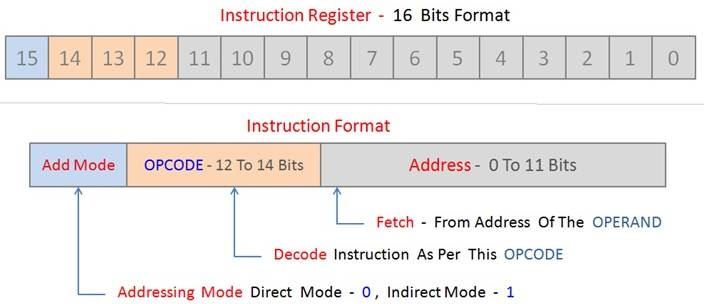 Instruction Register - 16 Bits Format
15 14 13 12 11 10 9 8 7 6 5 4 3 2 1 0
Instruction Format
Add Mode OPCODE - 12 To 14 Bits Address - 0 To 11 Bits
Fetch - From Address Of The OPERAND
Decode Instruction As Per This OPCODE
Addressing Mode Direct Mode - 0 , Indirect Mode - 1